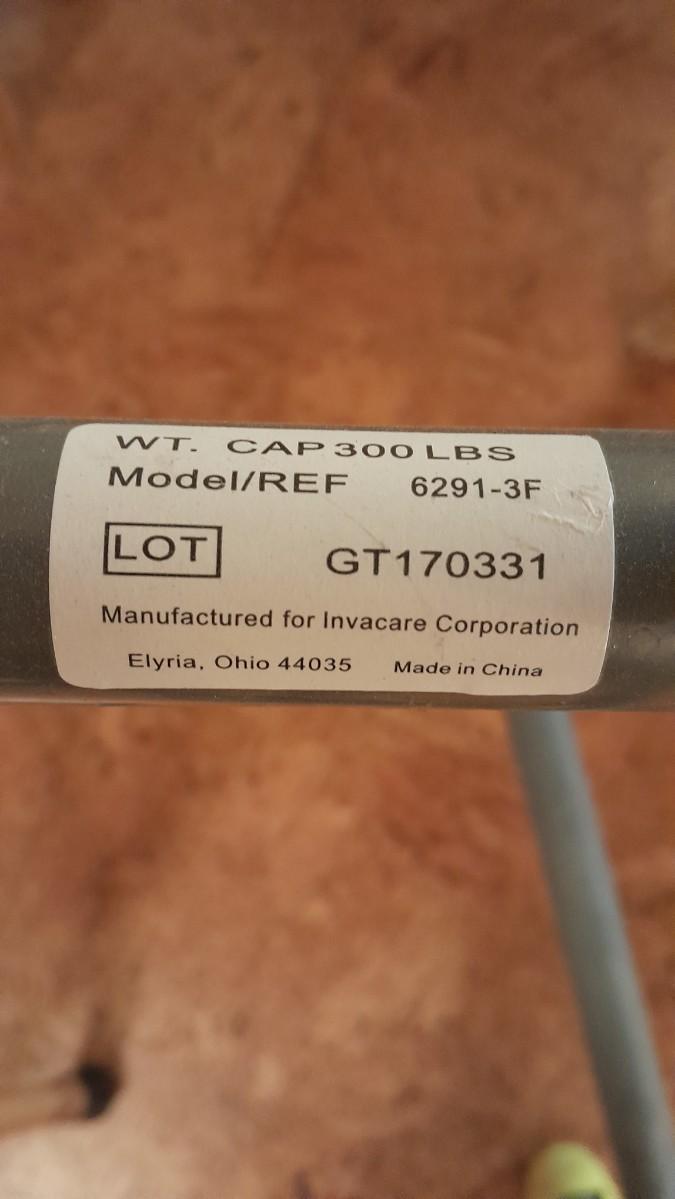 WT. CAP 300 LBS
Model/REF 6291-3F
LOT GT170331
Manufactured for Invacare Corporation
Elyria, Ohio 44035 Made in China